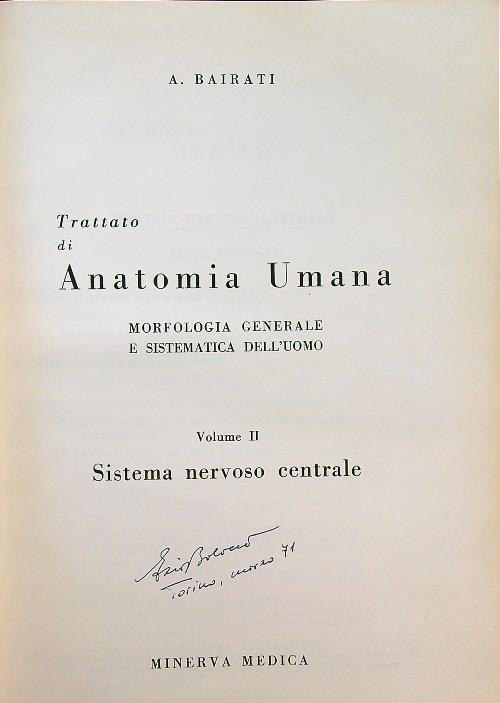 A. BAIRATI
Trattato
di
Anatomia Umana
MORFOLOGIA GENERALE
E SISTEMATICA DELL'UOMO
Volume II
Sistema nervoso centrale
Torino, marzo 71
MINERVA MEDICA